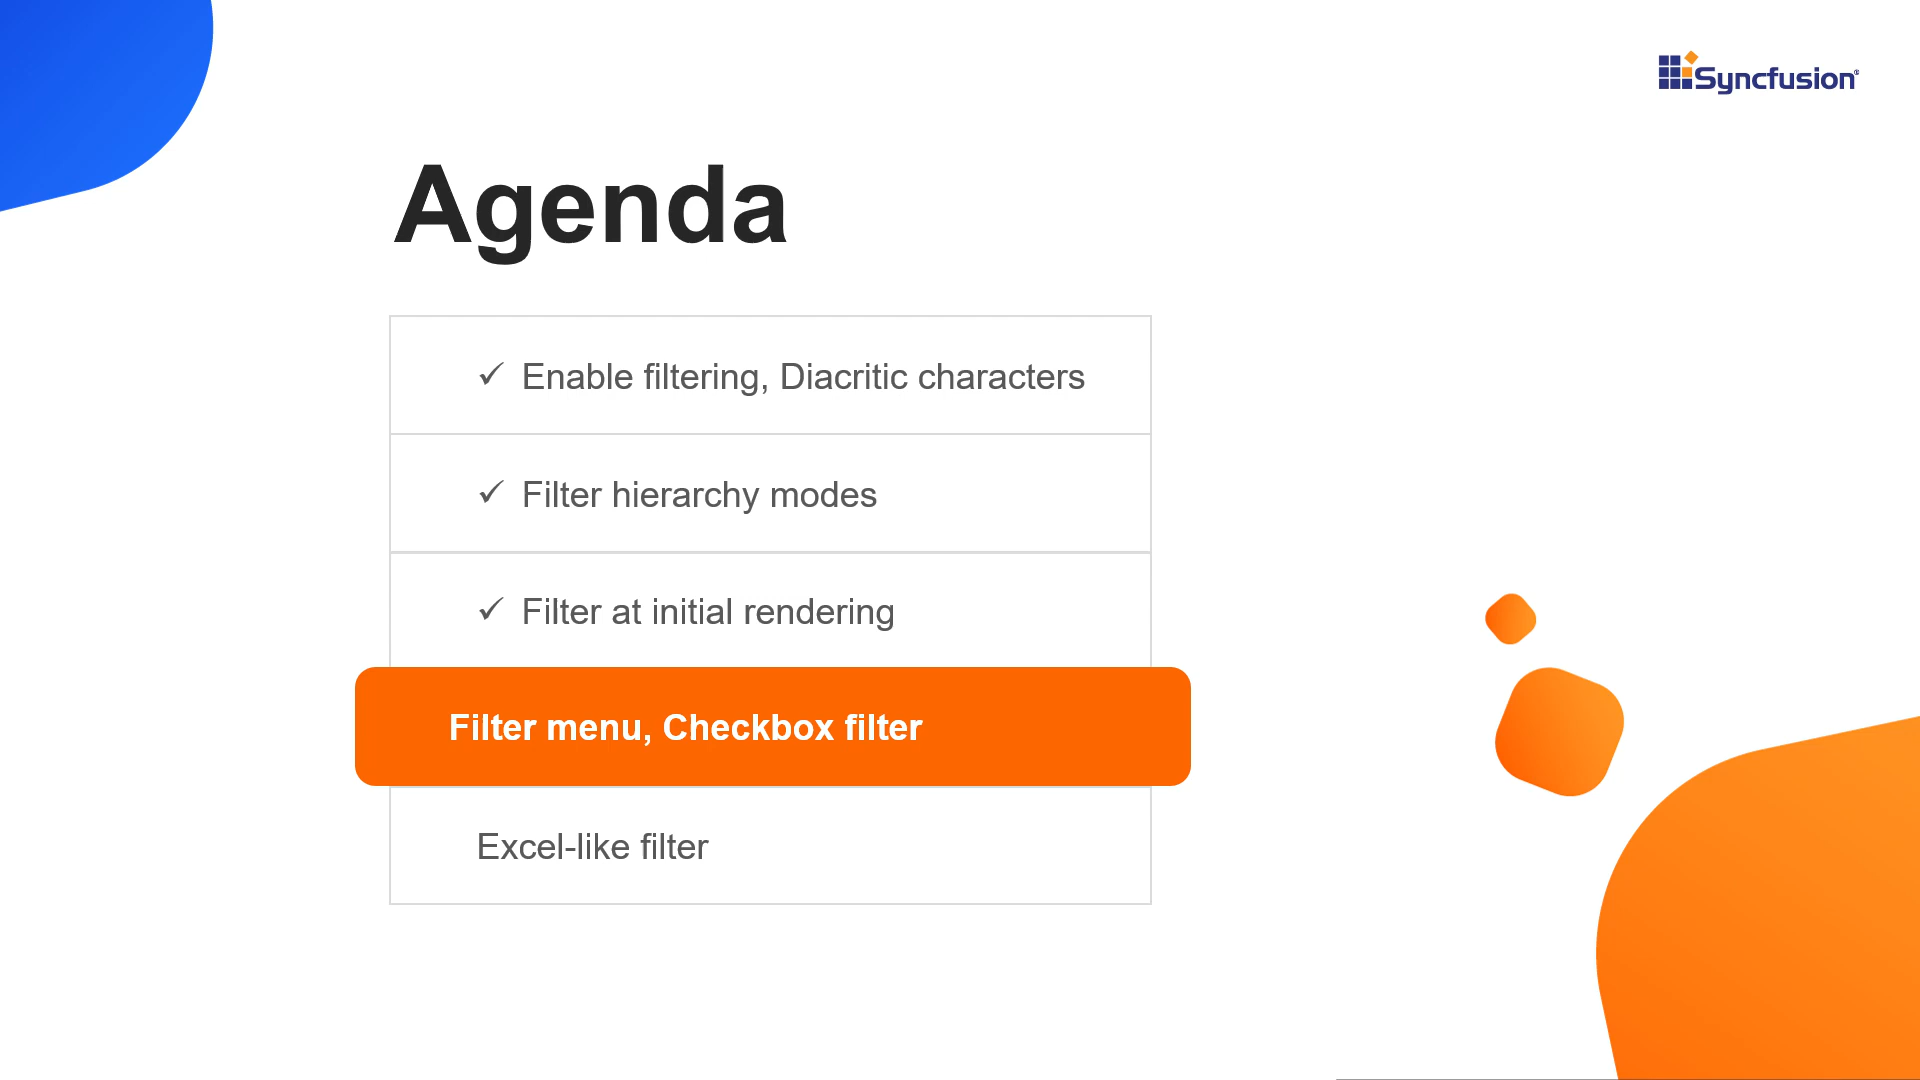 Syncfusion®
Agenda
✓ Enable filtering, Diacritic characters
✓ Filter hierarchy modes
✓ Filter at initial rendering
Filter menu, Checkbox filter
Excel-like filter